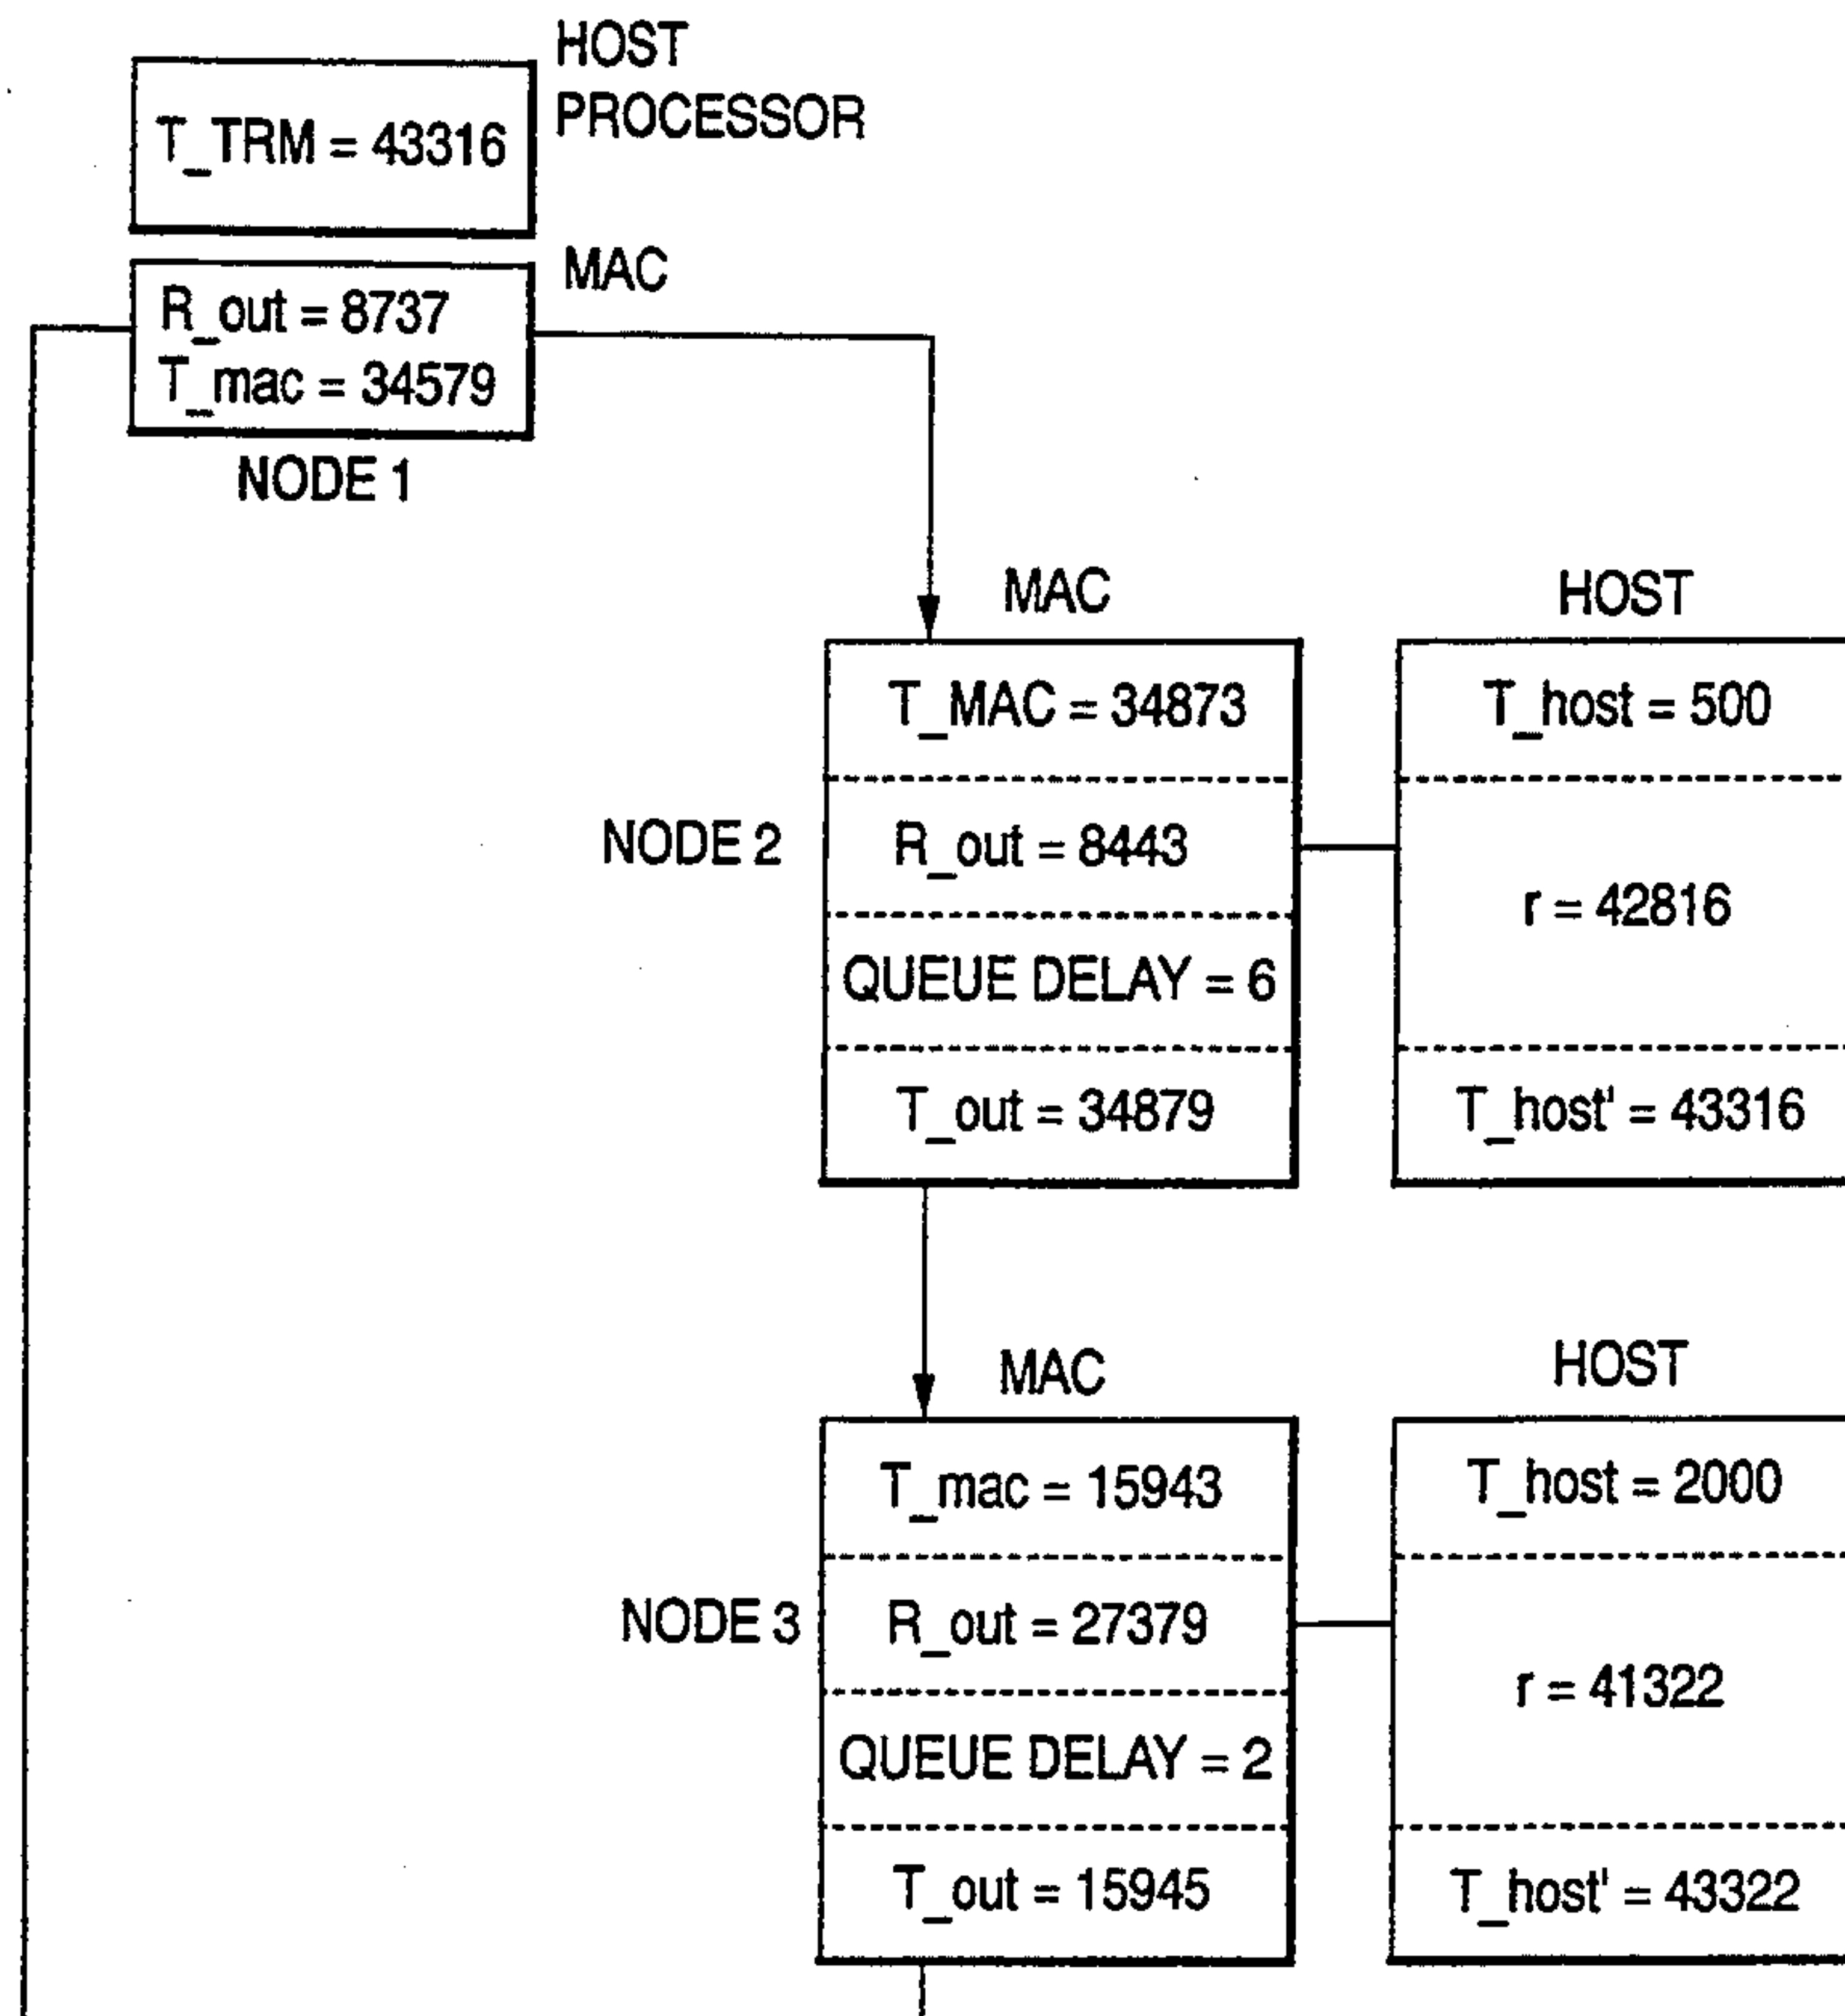 HOST
PROCESSOR
T_TRM = 43316
MAC
R_out = 8737
T_mac = 34579
NODE 1
MAC
HOST
T_MAC = 34873
T_host = 500
NODE 2
R_out = 8443
r = 42816
QUEUE DELAY = 6
T_out = 34879
T_host' = 43316
MAC
HOST
T_mac = 15943
T_host = 2000
NODE 3
R_out = 27379
r = 41322
QUEUE DELAY = 2
T_out = 15945
T_host' = 43322